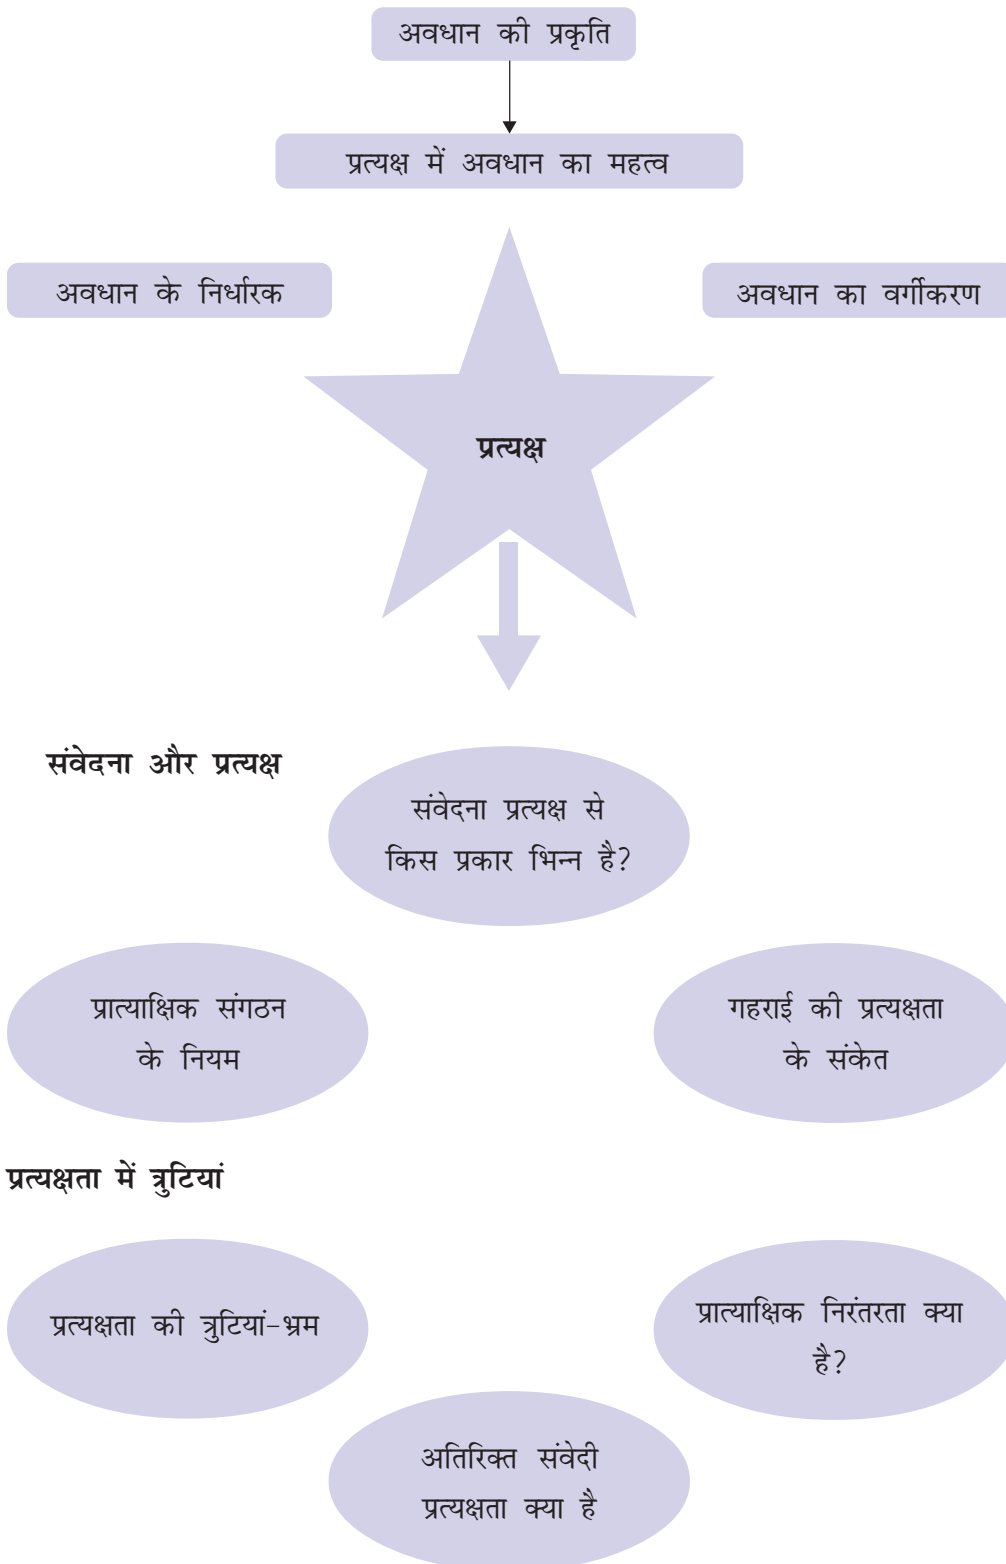 अवधान की प्रकृति
प्रत्यक्ष में अवधान का महत्व
अवधान के निर्धारक
अवधान का वर्गीकरण
प्रत्यक्ष
संवेदना और प्रत्यक्ष
संवेदना प्रत्यक्ष से
किस प्रकार भिन्न है?
प्रात्याक्षिक संगठन
के नियम
गहराई की प्रत्यक्षता
के संकेत
प्रत्यक्षता में त्रुटियां
प्रत्यक्षता की त्रुटियां-भ्रम
प्रात्याक्षिक निरंतरता क्या
है?
अतिरिक्त संवेदी
प्रत्यक्षता क्या है